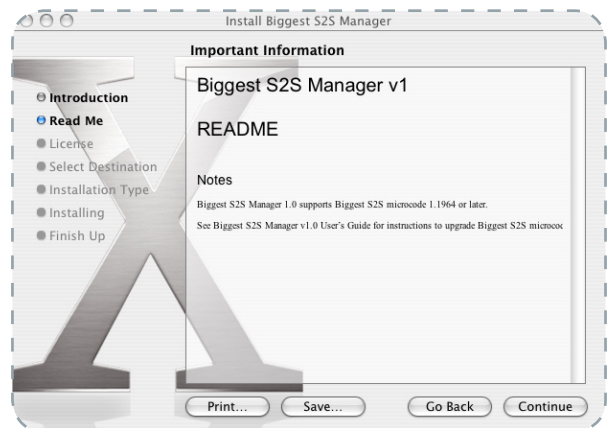 Install Biggest S2S Manager
Important Information
Introduction
Read Me
License
Select Destination
Installation Type
Installing
Finish Up
Biggest S2S Manager v1
README
Notes
Biggest S2S Manager 1.0 supports Biggest S2S microcode 1.1964 or later.
See Biggest S2S Manager v1.0 User's Guide for instructions to upgrade Biggest S2S
Print...
Save...
Go Back
Continue